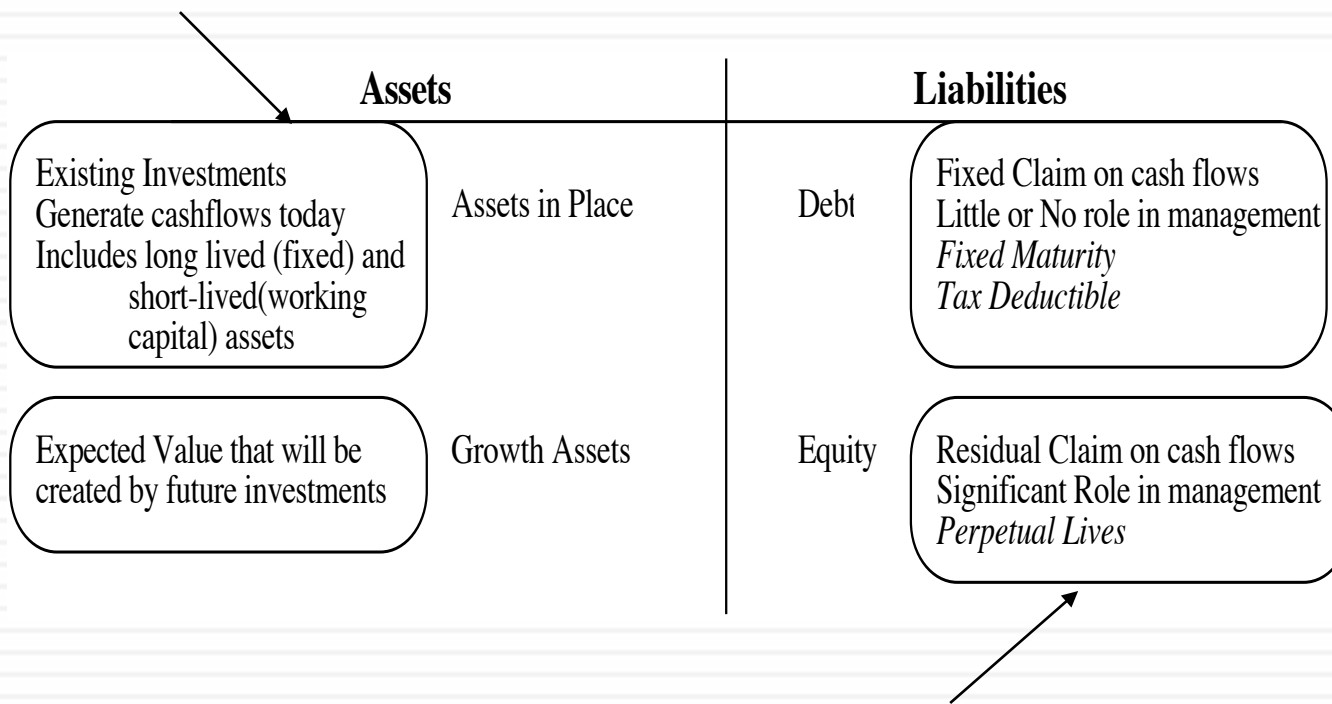 Assets
Liabilities
Existing Investments
Generate cashflows today
Includes long lived (fixed) and
short-lived(working
capital) assets
Assets in Place
Debt
Fixed Claim on cash flows
Little or No role in management
Fixed Maturity
Tax Deductible
Expected Value that will be
created by future investments
Growth Assets
Equity
Residual Claim on cash flows
Significant Role in management
Perpetual Lives